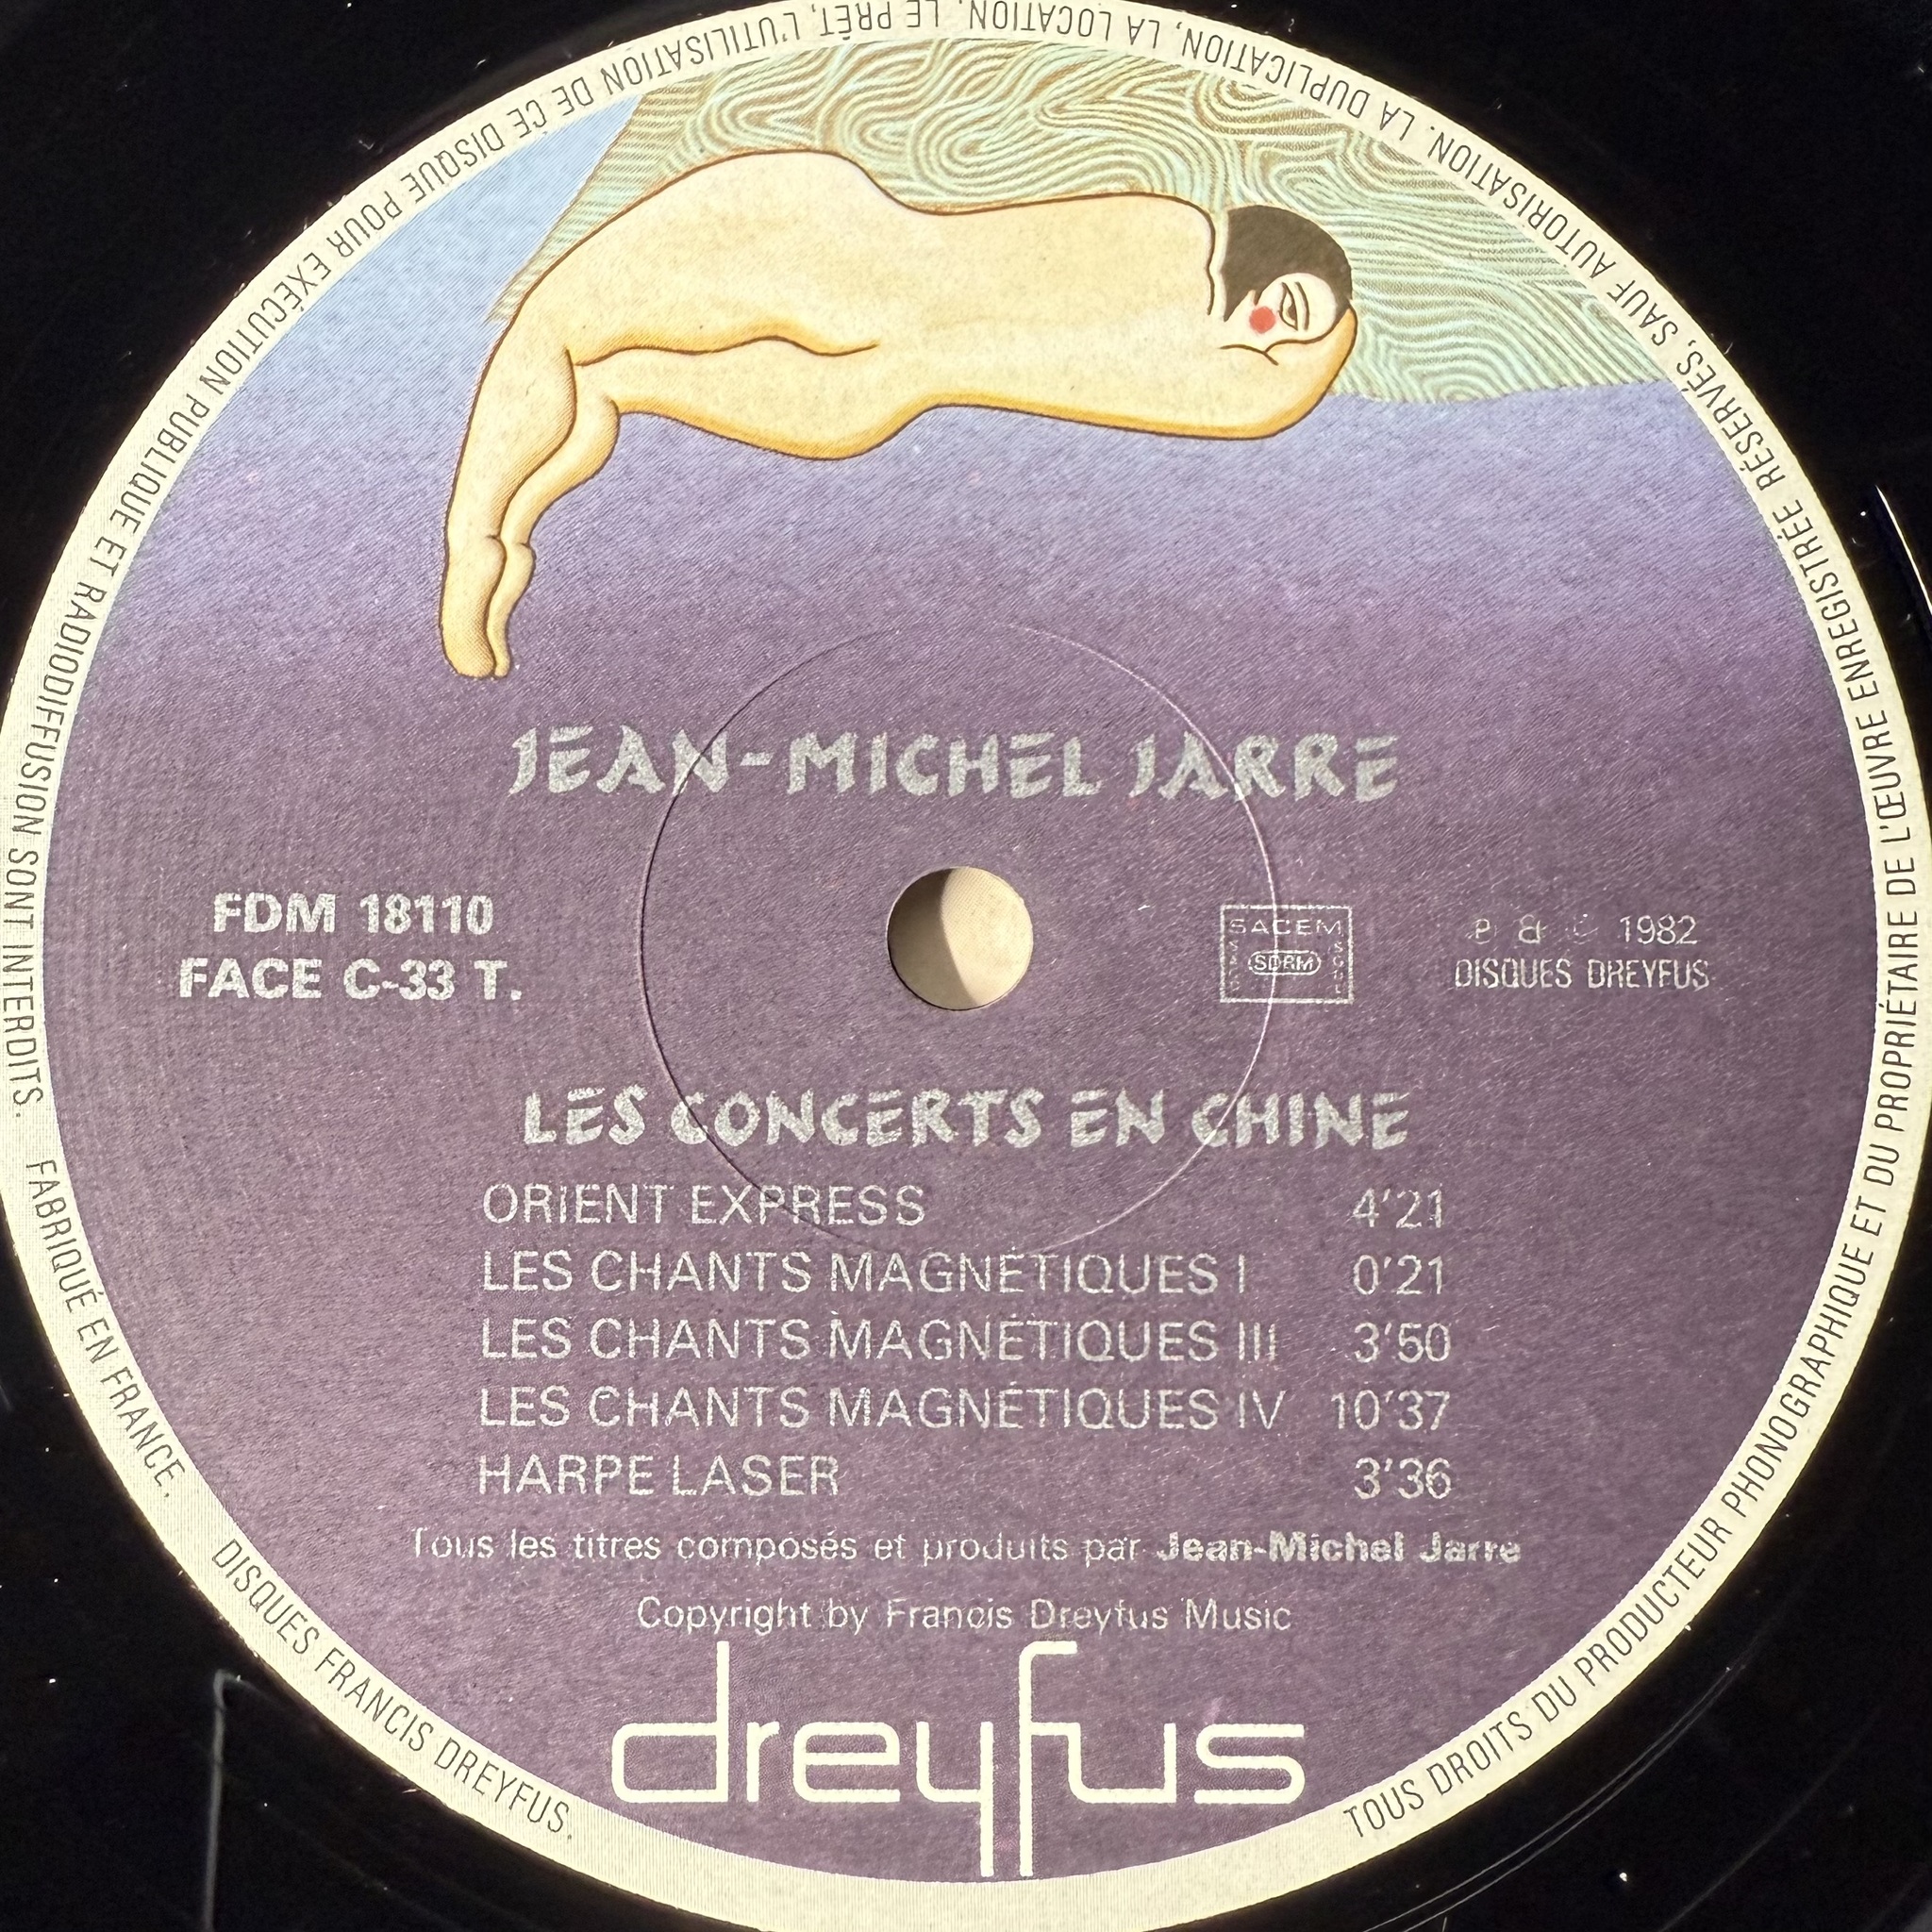 JEAN-MICHEL JARRE
FDM 18110
FACE C-33 T.
SACEM
SDRM
SACD
SGDL
℗ & © 1982
DISQUES DREYFUS
LES CONCERTS EN CHINE
ORIENT EXPRESS 4'21
LES CHANTS MAGNÉTIQUES I 0'21
LES CHANTS MAGNÉTIQUES III 3'50
LES CHANTS MAGNÉTIQUES IV 10'37
HARPE LASER 3'36
Tous les titres composés et produits par Jean-Michel Jarre
Copyright by Francis Dreyfus Music
dreyfus
TOUS DROITS DU PRODUCTEUR PHONOGRAPHIQUE ET DU PROPRIÉTAIRE DE L'ŒUVRE ENREGISTRÉE RÉSERVÉS, SAUF AUTORISATION. LA DUPLICATION, LA LOCATION, LE PRÊT, L'UTILISATION DE CE DISQUE POUR EXÉCUTION PUBLIQUE ET RADIODIFFUSION SONT INTERDITS. FABRIQUÉ EN FRANCE. DISQUES FRANCIS DREYFUS.